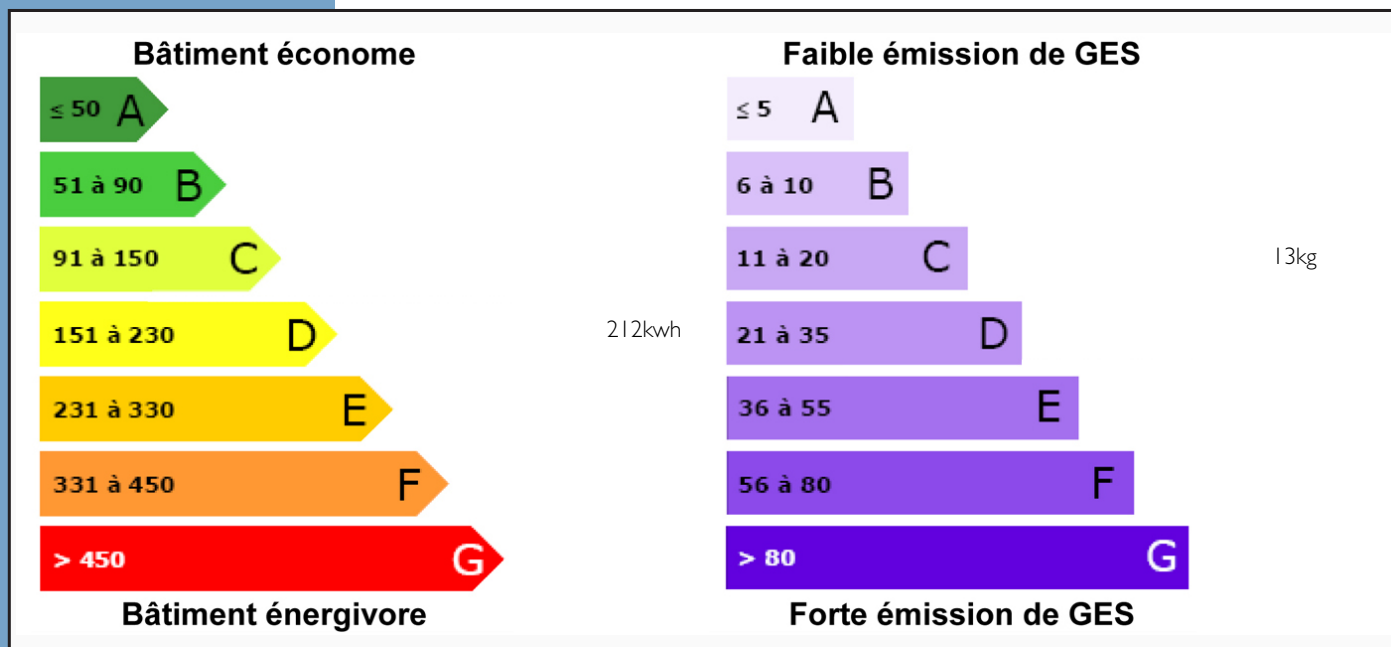 Bâtiment économe
≤ 50 A
51 à 90 B
91 à 150 C
151 à 230 D
212kwh
231 à 330 E
331 à 450 F
> 450 G
Bâtiment énergivore
Faible émission de GES
≤ 5 A
6 à 10 B
11 à 20 C
13kg
21 à 35 D
36 à 55 E
56 à 80 F
> 80 G
Forte émission de GES